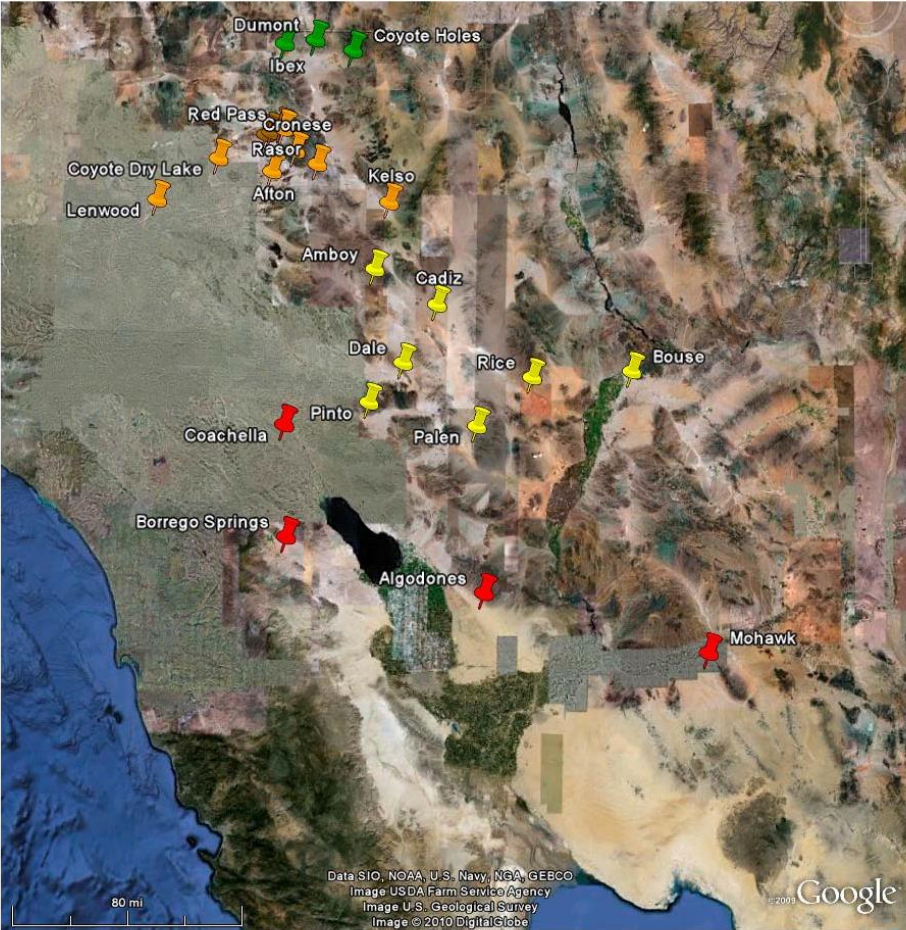 Dumont
Coyote Holes
Ibex
Red Pass
Cronese
Rasor
Coyote Dry Lake
Afton
Kelso
Lenwood
Amboy
Cadiz
Dale
Rice
Bouse
Pinto
Coachella
Palen
Borrego Springs
Algodones
Mohawk
Data SIO, NOAA, U.S. Navy, NGA, GEBCO
Image USDA Farm Service Agency
Image U.S. Geological Survey
Image © 2010 DigitalGlobe
80 mi
©2009 Google